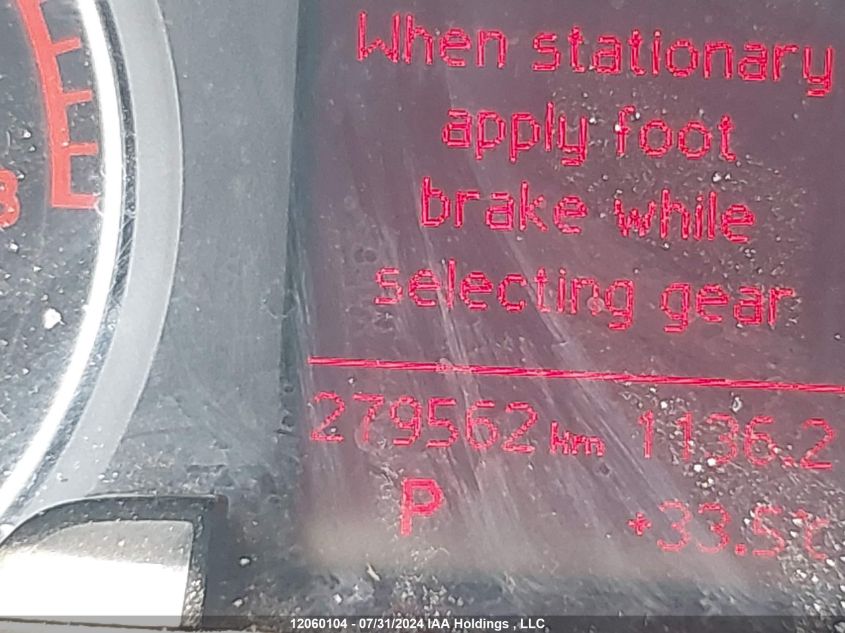 When stationary
apply foot
brake while
selecting gear
279562 km 1136.2
P +33.5°C
8
12060104 - 07/31/2024 IAA Holdings , LLC